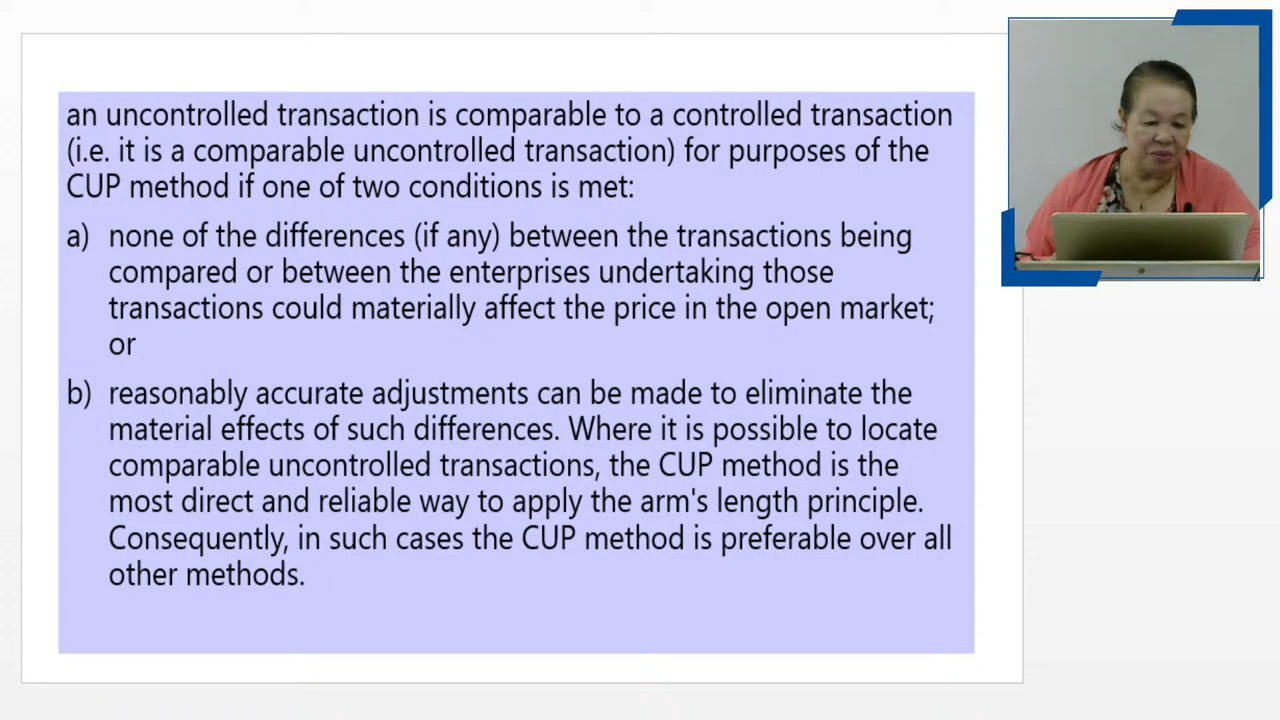 an uncontrolled transaction is comparable to a controlled transaction
(i.e. it is a comparable uncontrolled transaction) for purposes of the
CUP method if one of two conditions is met:
a) none of the differences (if any) between the transactions being
compared or between the enterprises undertaking those
transactions could materially affect the price in the open market;
or
b) reasonably accurate adjustments can be made to eliminate the
material effects of such differences. Where it is possible to locate
comparable uncontrolled transactions, the CUP method is the
most direct and reliable way to apply the arm's length principle.
Consequently, in such cases the CUP method is preferable over all
other methods.